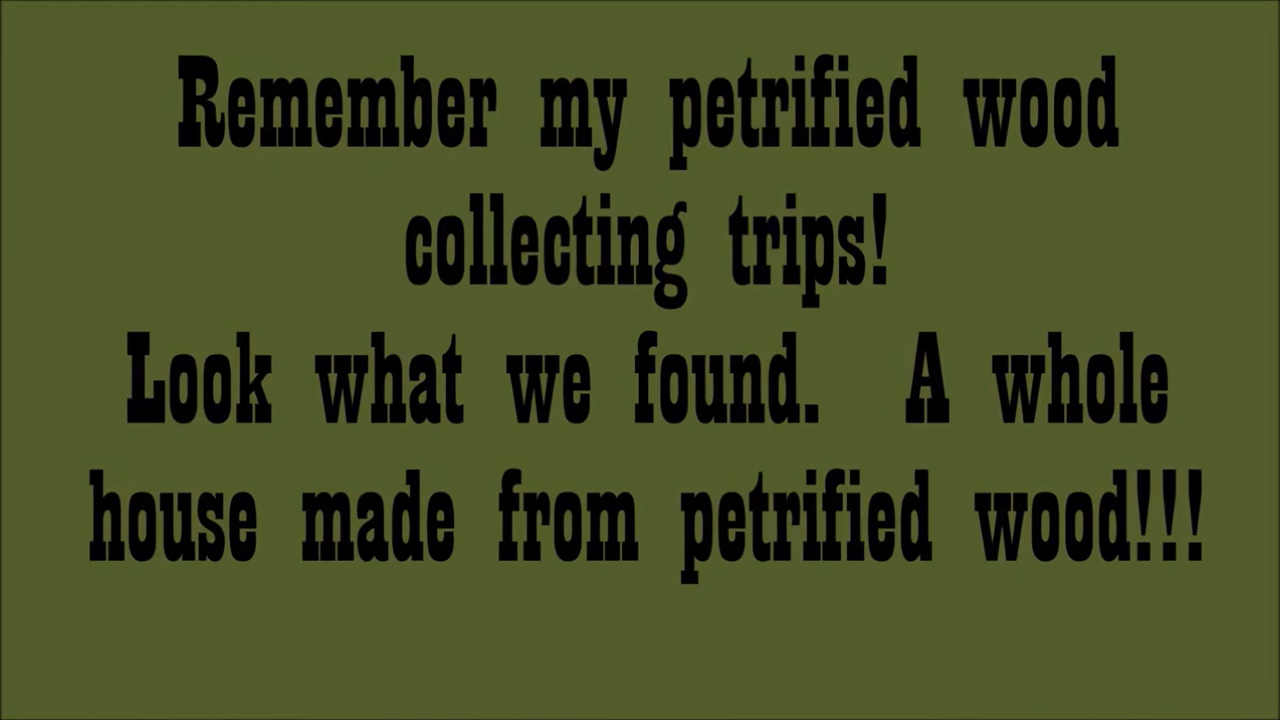 Remember my petrified wood
collecting trips!
Look what we found. A whole
house made from petrified wood!!!